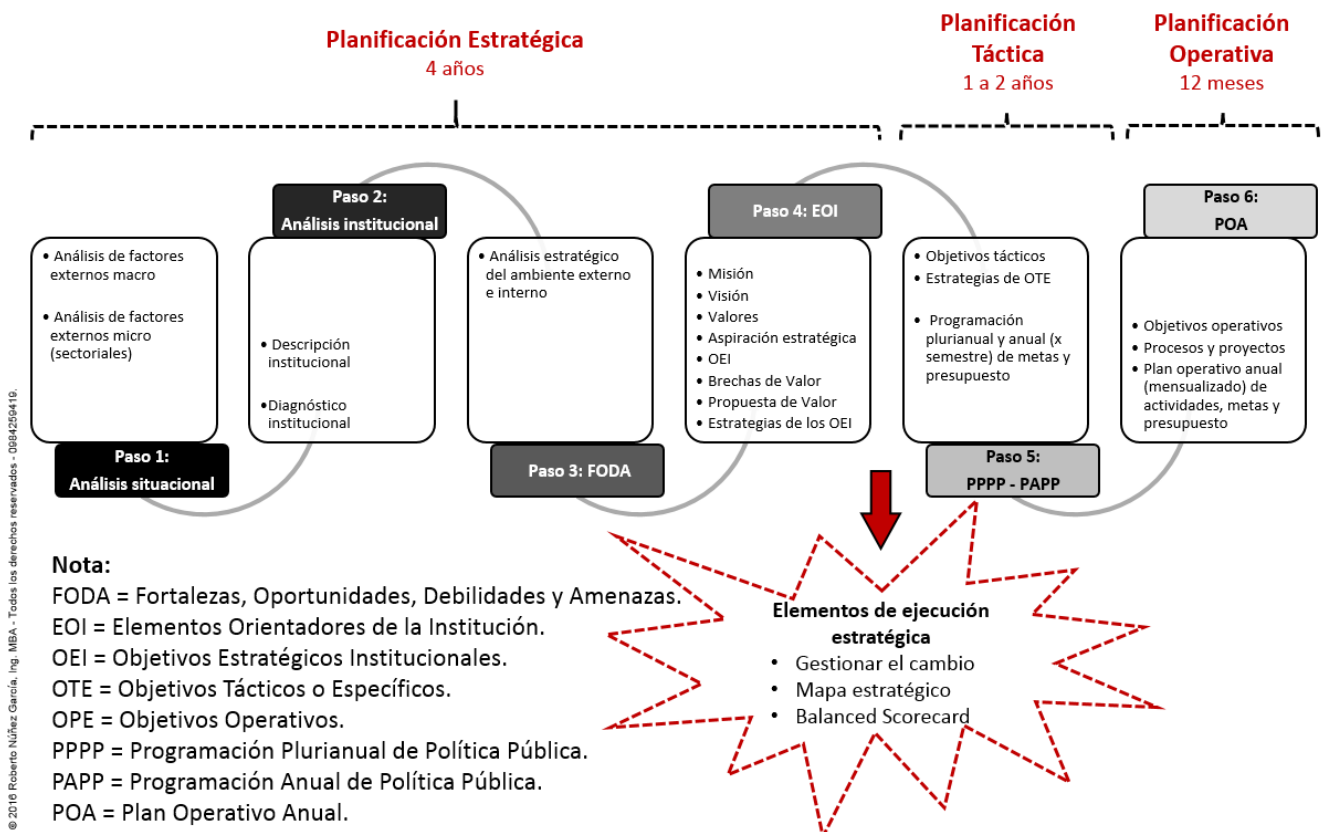 Planificación Estratégica
4 años
Planificación
Táctica
1 a 2 años
Planificación
Operativa
12 meses
• Análisis de factores
externos macro
• Análisis de factores
externos micro
(sectoriales)
Paso 1:
Análisis situacional
Paso 2:
Análisis institucional
• Descripción
institucional
•Diagnóstico
institucional
• Análisis estratégico
del ambiente externo
e interno
Paso 3: FODA
Paso 4: EOI
• Misión
• Visión
• Valores
• Aspiración estratégica
• OEI
• Brechas de Valor
• Propuesta de Valor
• Estrategias de los OEI
• Objetivos tácticos
• Estrategias de OTE
• Programación
plurianual y anual (x
semestre) de metas y
presupuesto
Paso 5:
PPPP - PAPP
Paso 6:
POA
• Objetivos operativos
• Procesos y proyectos
• Plan operativo anual
(mensualizado) de
actividades, metas y
presupuesto
Nota:
FODA = Fortalezas, Oportunidades, Debilidades y Amenazas.
EOI = Elementos Orientadores de la Institución.
OEI = Objetivos Estratégicos Institucionales.
OTE = Objetivos Tácticos o Específicos.
OPE = Objetivos Operativos.
PPPP = Programación Plurianual de Política Pública.
PAPP = Programación Anual de Política Pública.
POA = Plan Operativo Anual.
Elementos de ejecución
estratégica
• Gestionar el cambio
• Mapa estratégico
• Balanced Scorecard
© 2016 Roberto Núñez García, Ing. MBA - Todos los derechos reservados - 0984259419.